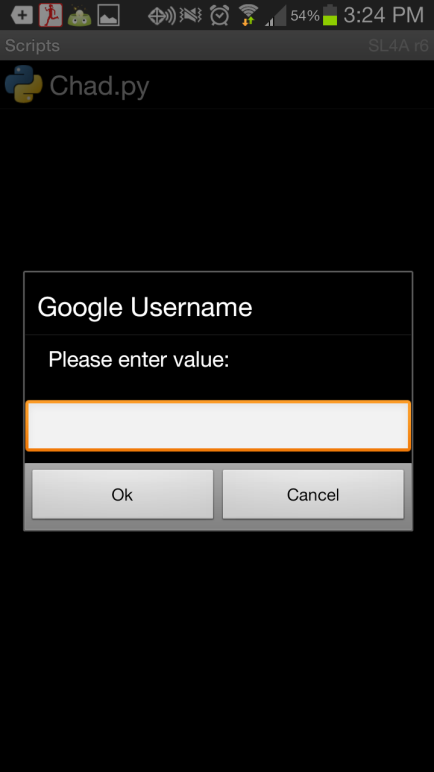 54% 3:24 PM
Scripts SL4A r6
Chad.py
Google Username
Please enter value:
Ok Cancel